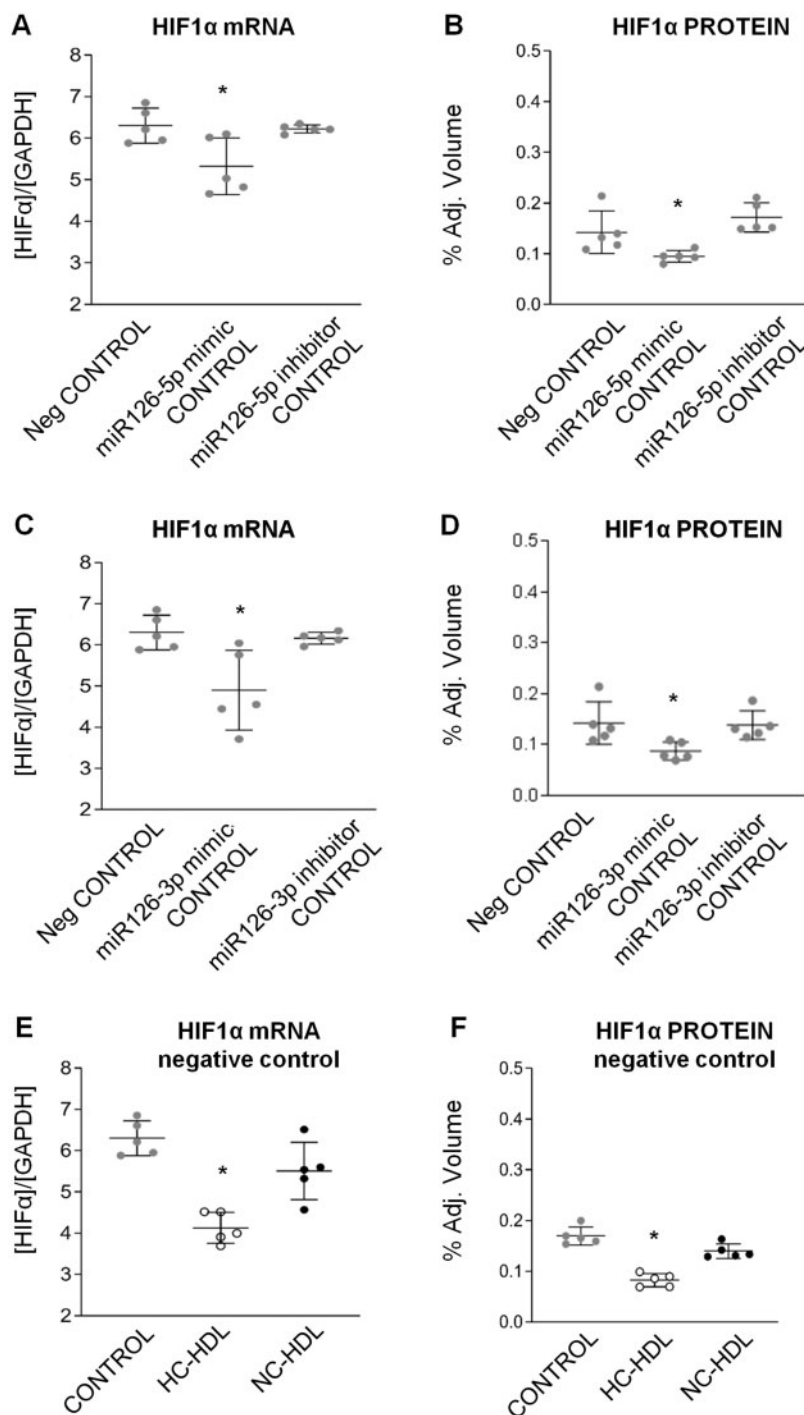 A
HIF1α mRNA
[HIFα]/[GAPDH]
8
7
6
5
4
3
2
*
Neg CONTROL
miR126-5p mimic
CONTROL
miR126-5p inhibitor
CONTROL
B
HIF1α PROTEIN
% Adj. Volume
0.5
0.4
0.3
0.2
0.1
0.0
*
Neg CONTROL
miR126-5p mimic
CONTROL
miR126-5p inhibitor
CONTROL
C
HIF1α mRNA
[HIFα]/[GAPDH]
8
7
6
5
4
3
2
*
Neg CONTROL
miR126-3p mimic
CONTROL
miR126-3p inhibitor
CONTROL
D
HIF1α PROTEIN
% Adj. Volume
0.5
0.4
0.3
0.2
0.1
0.0
*
Neg CONTROL
miR126-3p mimic
CONTROL
miR126-3p inhibitor
CONTROL
E
HIF1α mRNA
negative control
[HIFα]/[GAPDH]
8
7
6
5
4
3
2
*
CONTROL
HC-HDL
NC-HDL
F
HIF1α PROTEIN
negative control
% Adj. Volume
0.5
0.4
0.3
0.2
0.1
0.0
*
CONTROL
HC-HDL
NC-HDL